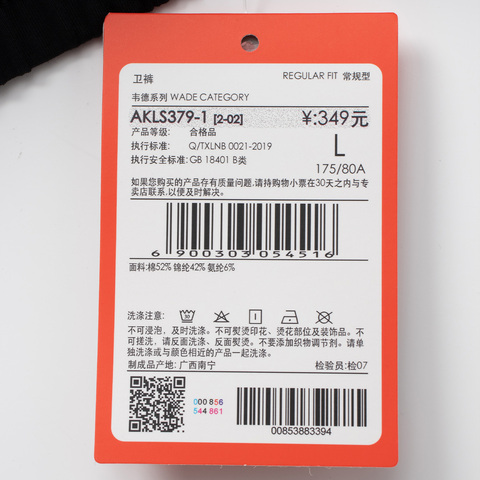 卫裤
REGULAR FIT 常规型
韦德系列 WADE CATEGORY
AKLS379-1 [2-02]
¥:349元
产品等级: 合格品
执行标准: Q/TXLNB 0021-2019
L
执行安全标准: GB 18401 B类
175/80A
如果您购买的产品存有质量问题,请持购物小票在30天之内与专
卖店联系,以便及时解决。
6900303054516
面料:棉52% 锦纶42% 氨纶6%
洗涤注意:
不可浸泡, 及时洗涤。不可熨烫印花、烫花部位及装饰品。不
可搓洗, 请反面洗涤、反面熨烫。不要添加织物调节剂。请单
独洗涤或与颜色相近的产品一起洗涤。
制成品产地: 广西南宁
检验员:检07
000 856
544 861
00853883394